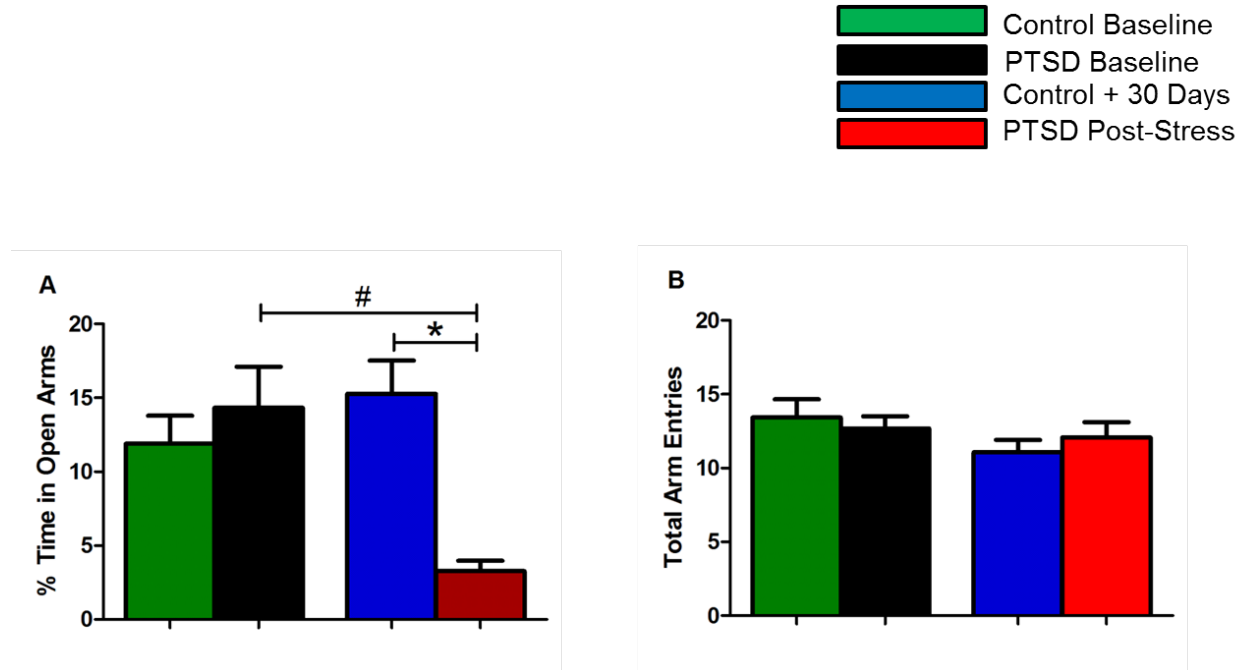 Control Baseline
PTSD Baseline
Control + 30 Days
PTSD Post-Stress
A
#
*
% Time in Open Arms
20
15
10
5
0
B
Total Arm Entries
20
15
10
5
0